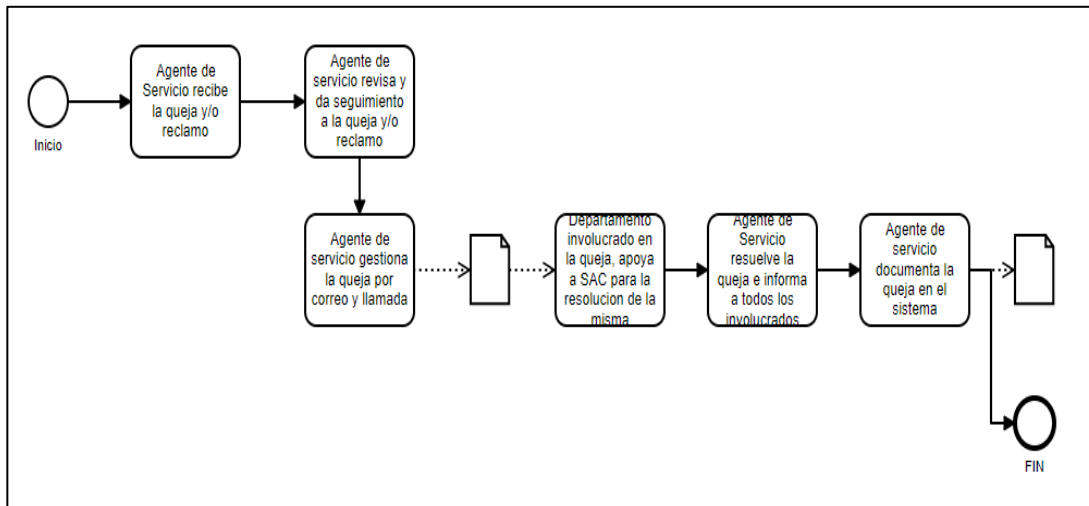 Inicio
Agente de
Servicio recibe
la queja y/o
reclamo
Agente de
servicio revisa y
da seguimiento
a la queja y/o
reclamo
Agente de
servicio gestiona
la queja por
correo y llamada
Departamento
involucrado en
la queja, apoya
a SAC para la
resolucion de la
misma
Agente de
Servicio
resuelve la
queja e informa
a todos los
involucrados
Agente de
servicio
documenta la
queja en el
sistema
FIN